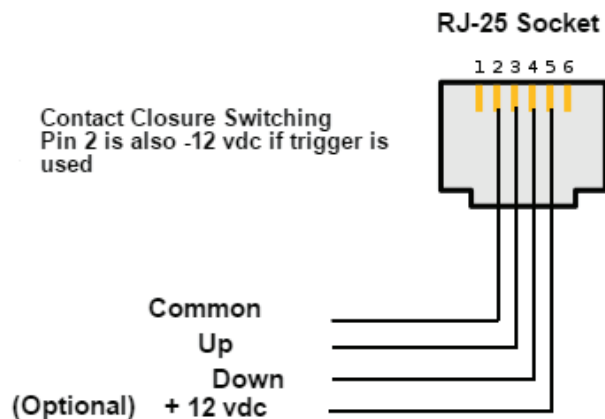 RJ-25 Socket
1 2 3 4 5 6
Contact Closure Switching
Pin 2 is also -12 vdc if trigger is
used
Common
Up
Down
(Optional) + 12 vdc